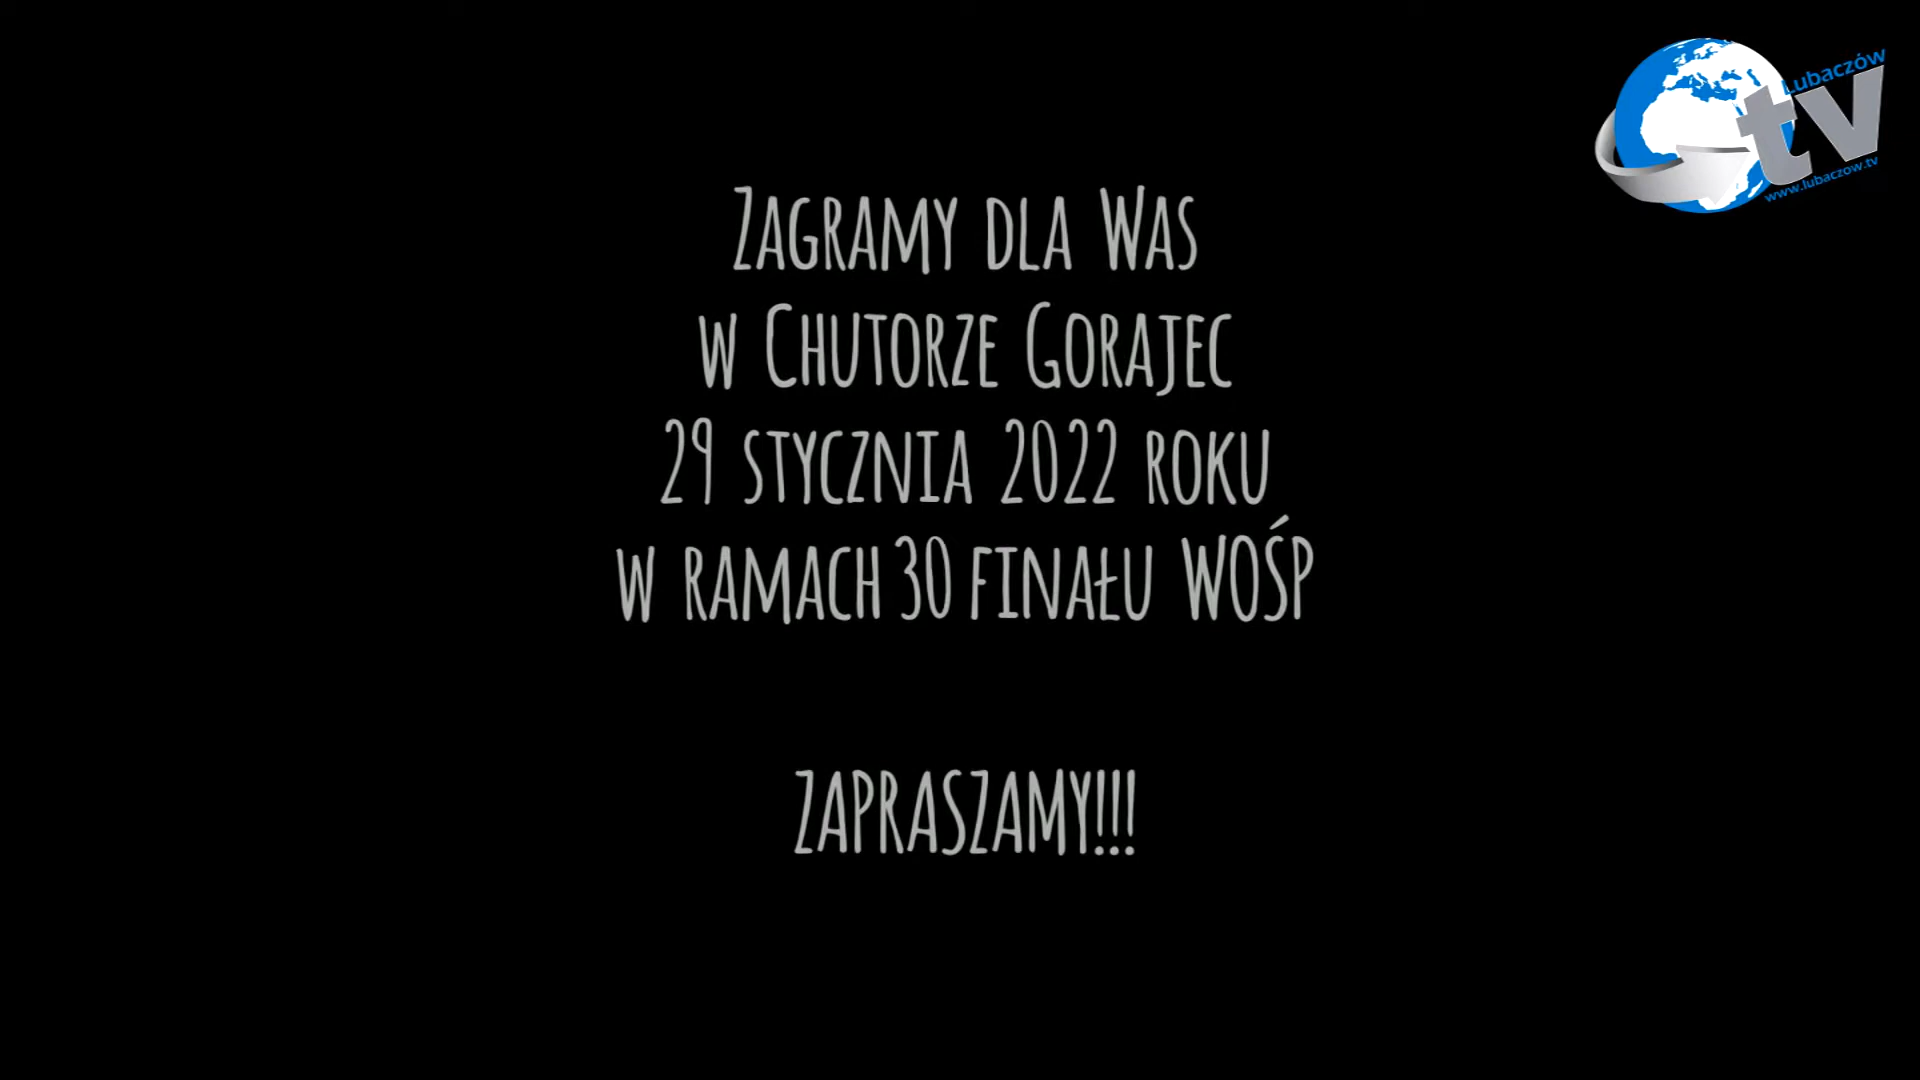 Lubaczów
tv
www.lubaczow.tv
Zagramy dla Was
w Chutorze Gorajec
29 stycznia 2022 roku
w ramach 30 finału WOŚP
ZAPRASZAMY!!!